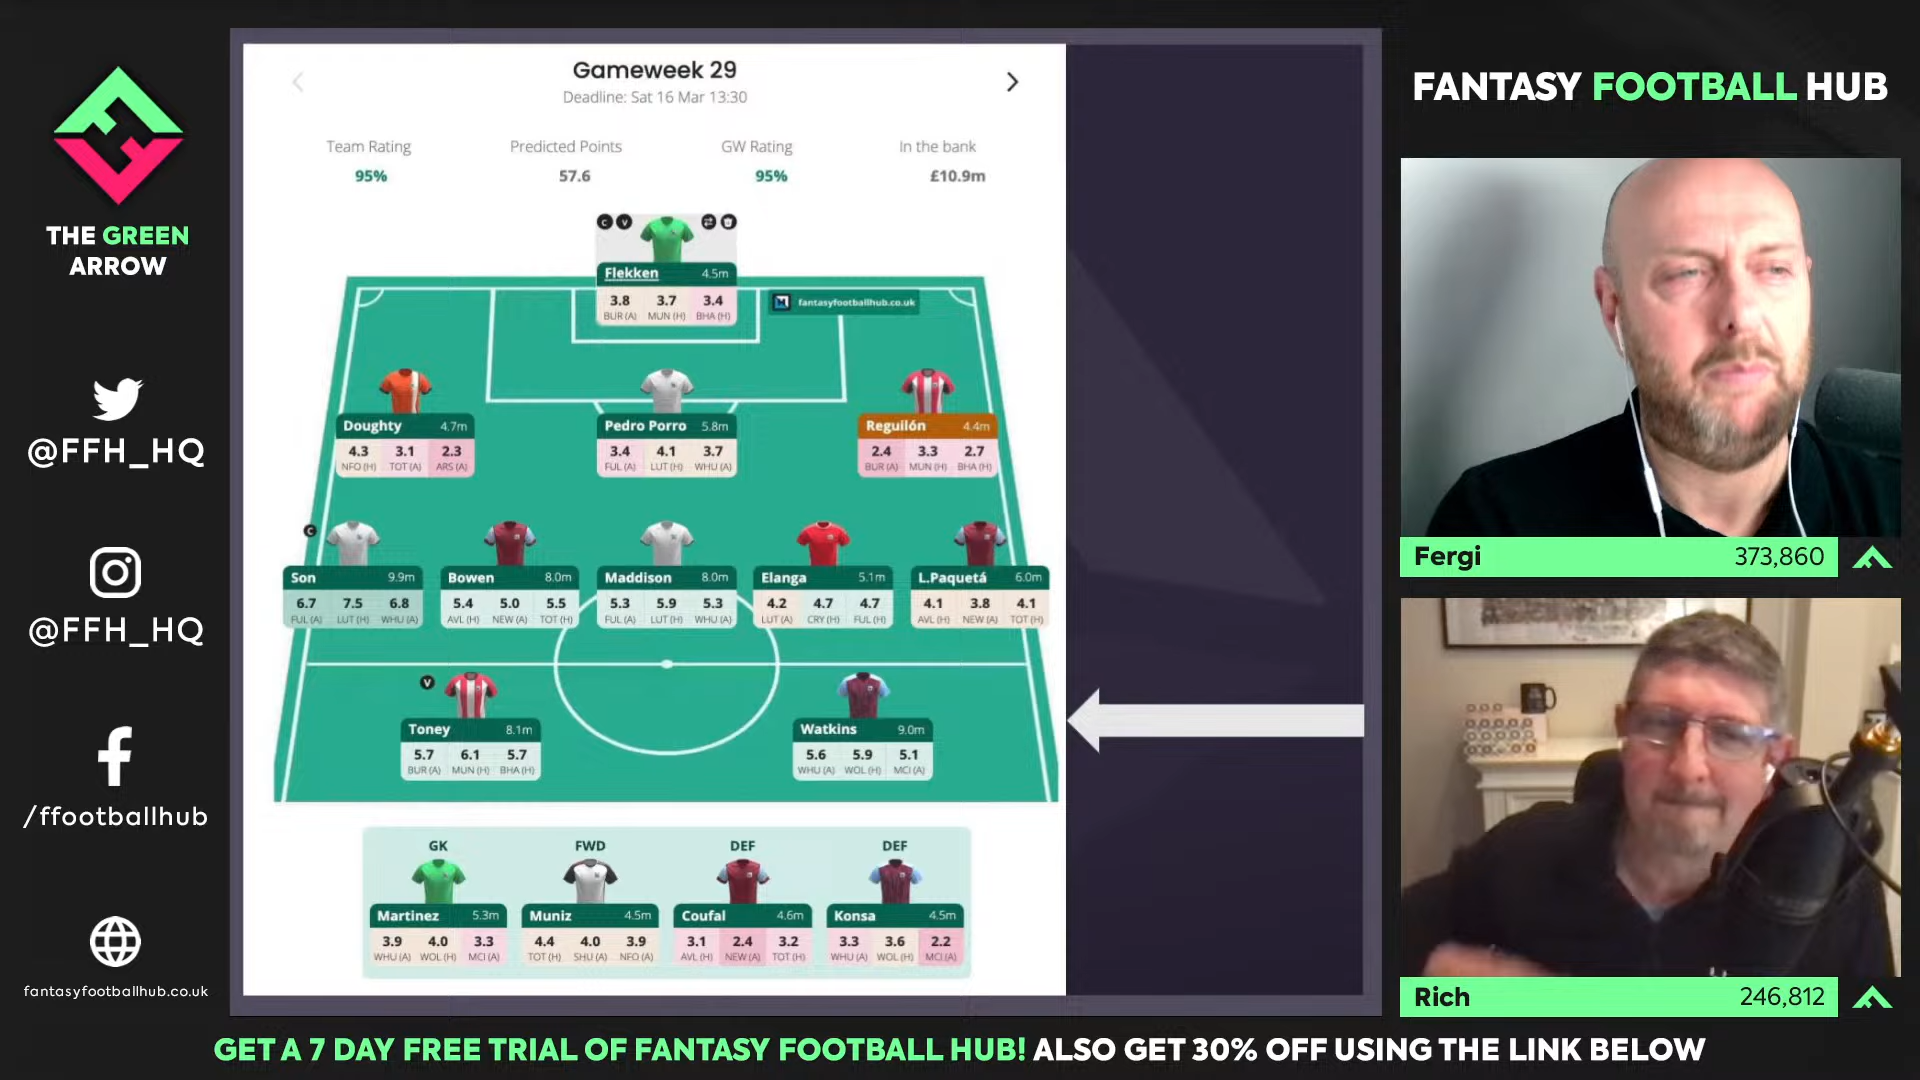 THE GREEN
ARROW
@FFH_HQ
@FFH_HQ
/ffootballhub
fantasyfootballhub.co.uk
Gameweek 29
Deadline: Sat 16 Mar 13:30
Team Rating Predicted Points GW Rating In the bank
95% 57.6 95% £10.9m
C V
Flekken 4.5m
3.8 3.7 3.4
BUR (A) MUN (H) BHA (H)
fantasyfootballhub.co.uk
Doughty 4.7m
4.3 3.1 2.3
NFO (H) TOT (A) ARS (A)
Pedro Porro 5.8m
3.4 4.1 3.7
FUL (A) LUT (H) WHU (A)
Reguilón 4.4m
2.4 3.3 2.7
BUR (A) MUN (H) BHA (H)
C
Son 9.9m
6.7 7.5 6.8
FUL (A) LUT (H) WHU (A)
Bowen 8.0m
5.4 5.0 5.5
AVL (H) NEW (A) TOT (H)
Maddison 8.0m
5.3 5.9 5.3
FUL (A) LUT (H) WHU (A)
Elanga 5.1m
4.2 4.7 4.7
LUT (A) CRY (H) FUL (H)
L.Paquetá 6.0m
4.1 3.8 4.1
AVL (H) NEW (A) TOT (H)
V
Toney 8.1m
5.7 6.1 5.7
BUR (A) MUN (H) BHA (H)
Watkins 9.0m
5.6 5.9 5.1
WHU (A) WOL (H) MCI (A)
GK FWD DEF DEF
Martinez 5.3m
3.9 4.0 3.3
WHU (A) WOL (H) MCI (A)
Muniz 4.5m
4.4 4.0 3.9
TOT (H) SHU (A) NFO (A)
Coufal 4.6m
3.1 2.4 3.2
AVL (H) NEW (A) TOT (H)
Konsa 4.5m
3.3 3.6 2.2
WHU (A) WOL (H) MCI (A)
FANTASY FOOTBALL HUB
Fergi 373,860
Rich 246,812
GET A 7 DAY FREE TRIAL OF FANTASY FOOTBALL HUB! ALSO GET 30% OFF USING THE LINK BELOW